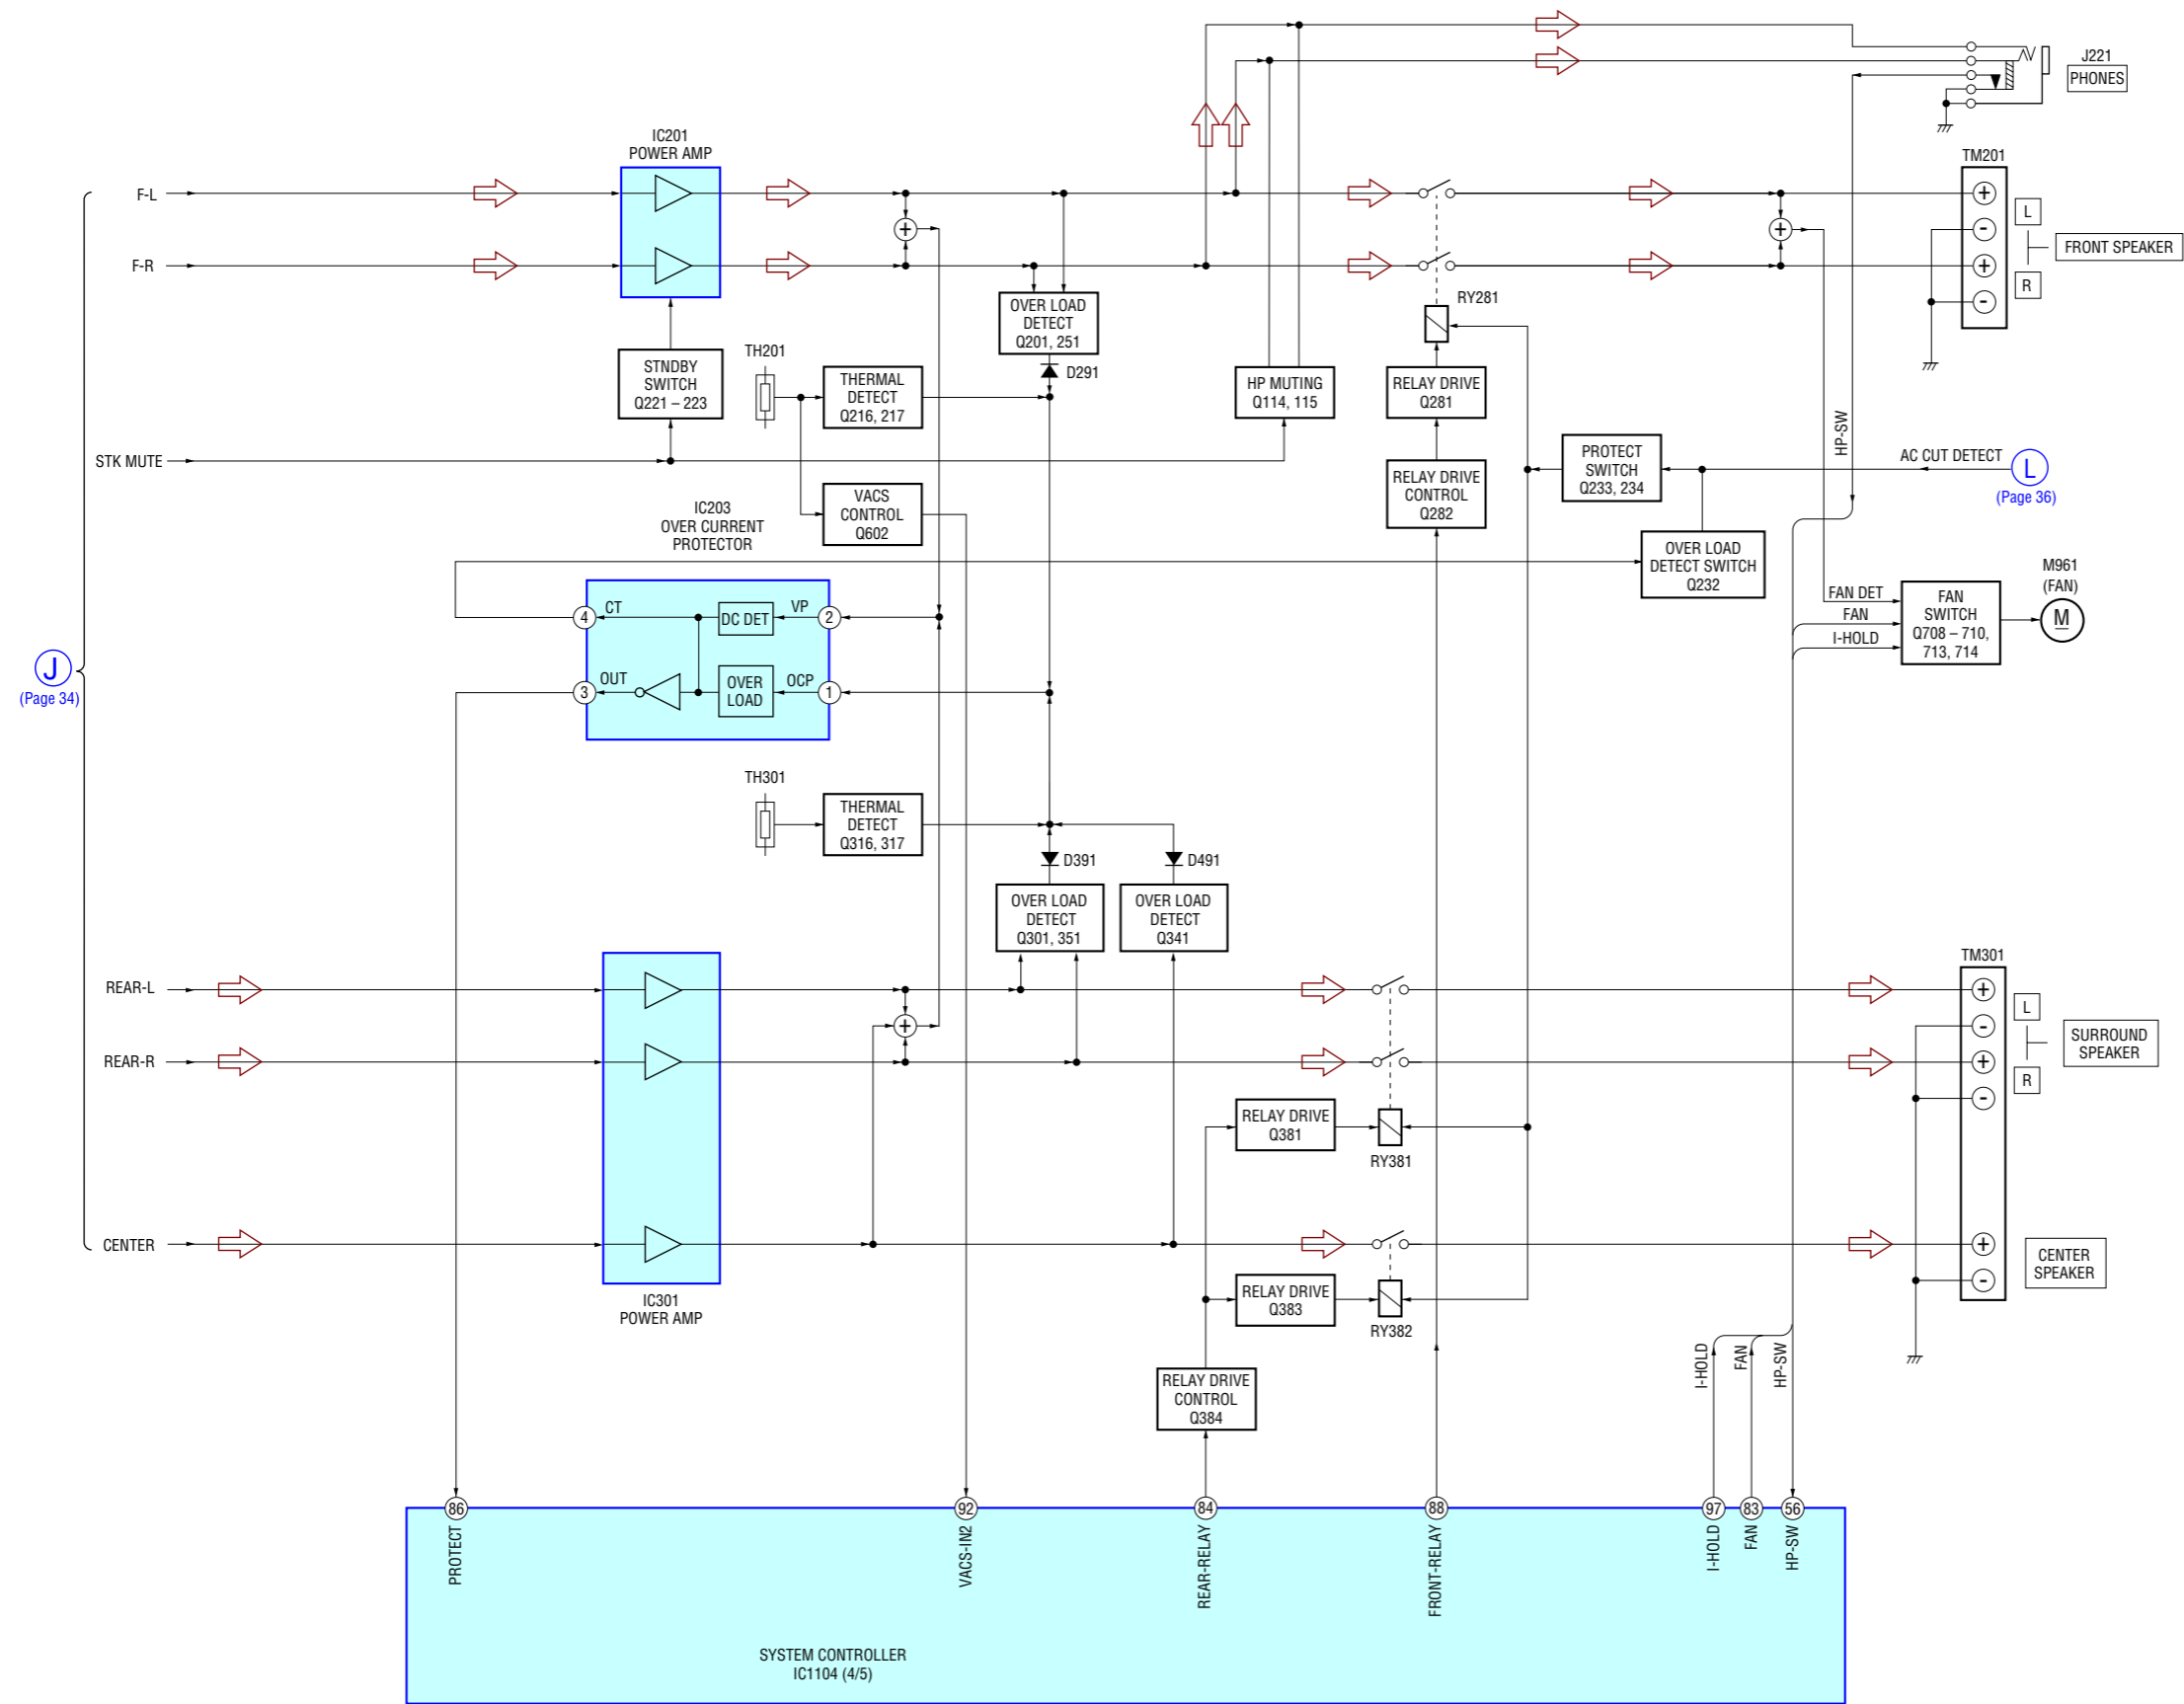 J221
PHONES
IC201
POWER AMP
TM201
F-L
+
L
+
-
+
FRONT SPEAKER
F-R
+
R
-
RY281
OVER LOAD
DETECT
Q201, 251
STNDBY
SWITCH
Q221 – 223
TH201
THERMAL
DETECT
Q216, 217
D291
HP MUTING
Q114, 115
RELAY DRIVE
Q281
HP-SW
STK MUTE
PROTECT
SWITCH
Q233, 234
AC CUT DETECT
L
(Page 36)
RELAY DRIVE
CONTROL
Q282
IC203
OVER CURRENT
PROTECTOR
VACS
CONTROL
Q602
OVER LOAD
DETECT SWITCH
Q232
M961
(FAN)
M
FAN DET
FAN
I-HOLD
FAN
SWITCH
Q708 – 710,
713, 714
4
CT
DC DET
VP
2
J
(Page 34)
3
OUT
OVER
LOAD
OCP
1
TH301
THERMAL
DETECT
Q316, 317
D391
D491
OVER LOAD
DETECT
Q301, 351
OVER LOAD
DETECT
Q341
TM301
REAR-L
+
L
+
-
SURROUND
SPEAKER
REAR-R
+
R
-
RELAY DRIVE
Q381
RY381
CENTER
+
CENTER
SPEAKER
-
IC301
POWER AMP
RELAY DRIVE
Q383
RY382
I-HOLD
FAN
HP-SW
RELAY DRIVE
CONTROL
Q384
86
92
84
88
97
83
56
PROTECT
VACS-IN2
REAR-RELAY
FRONT-RELAY
I-HOLD
FAN
HP-SW
SYSTEM CONTROLLER
IC1104 (4/5)